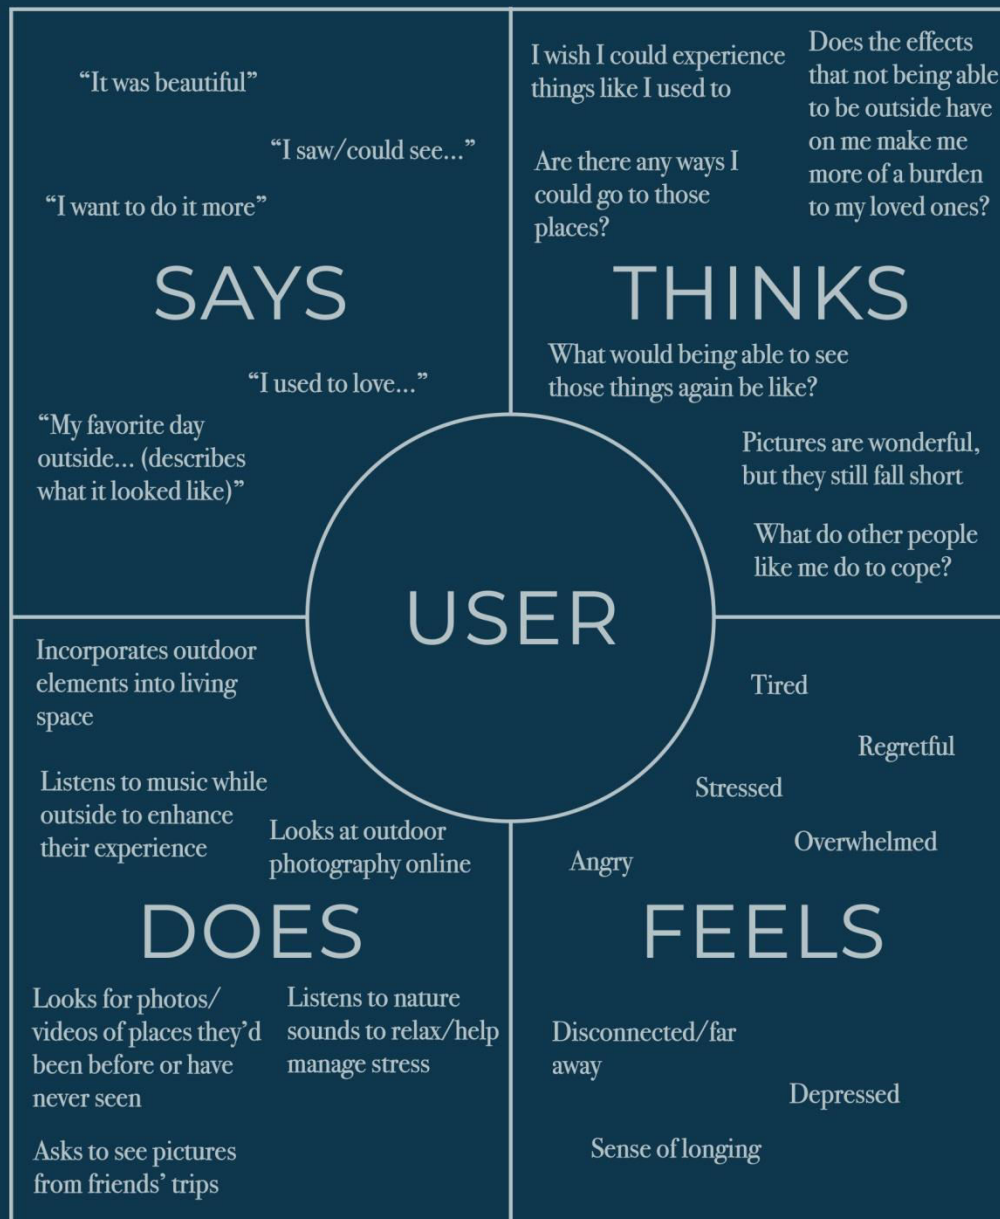 “It was beautiful”
“I saw/could see...”
“I want to do it more”
SAYS
“I used to love...”
“My favorite day
outside... (describes
what it looked like)”
I wish I could experience
things like I used to
Does the effects
that not being able
to be outside have
on me make me
more of a burden
to my loved ones?
Are there any ways I
could go to those
places?
THINKS
What would being able to see
those things again be like?
Pictures are wonderful,
but they still fall short
What do other people
like me do to cope?
USER
Incorporates outdoor
elements into living
space
Listens to music while
outside to enhance
their experience
Looks at outdoor
photography online
DOES
Looks for photos/
videos of places they’d
been before or have
never seen
Listens to nature
sounds to relax/help
manage stress
Asks to see pictures
from friends’ trips
Tired
Regretful
Stressed
Overwhelmed
Angry
FEELS
Disconnected/far
away
Depressed
Sense of longing